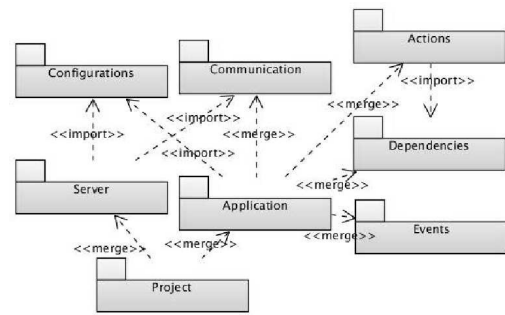 Actions
Configurations
Communication
<<import>>
<<merge>>
<<import>>
<<import>>
<<merge>>
<<import>>
Dependencies
Server
Application
<<merge>>
Events
<<merge>>
<<merge>>
<<merge>>
Project